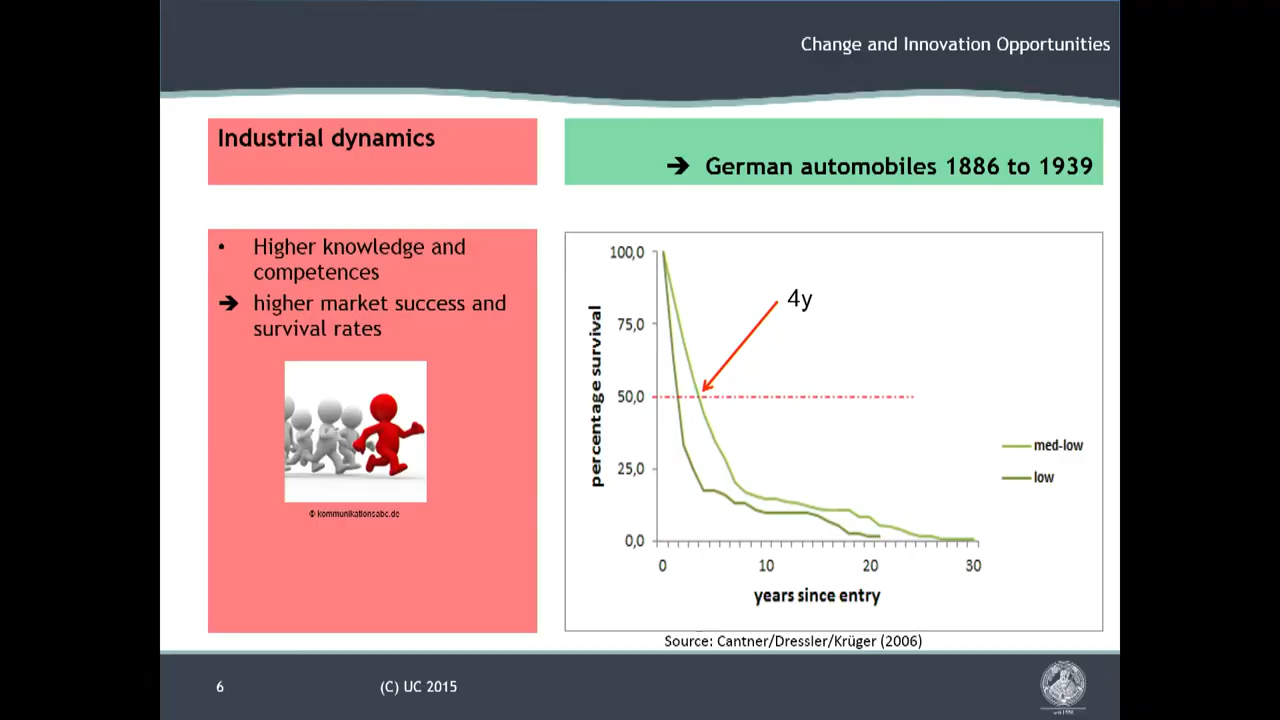 Change and Innovation Opportunities
Industrial dynamics
➔ German automobiles 1886 to 1939
• Higher knowledge and
competences
➔ higher market success and
survival rates
© kommunikationsabc.de
percentage survival
100,0
75,0
50,0
25,0
0,0
4y
med-low
low
0 10 20 30
years since entry
Source: Cantner/Dressler/Krüger (2006)
6
(C) UC 2015